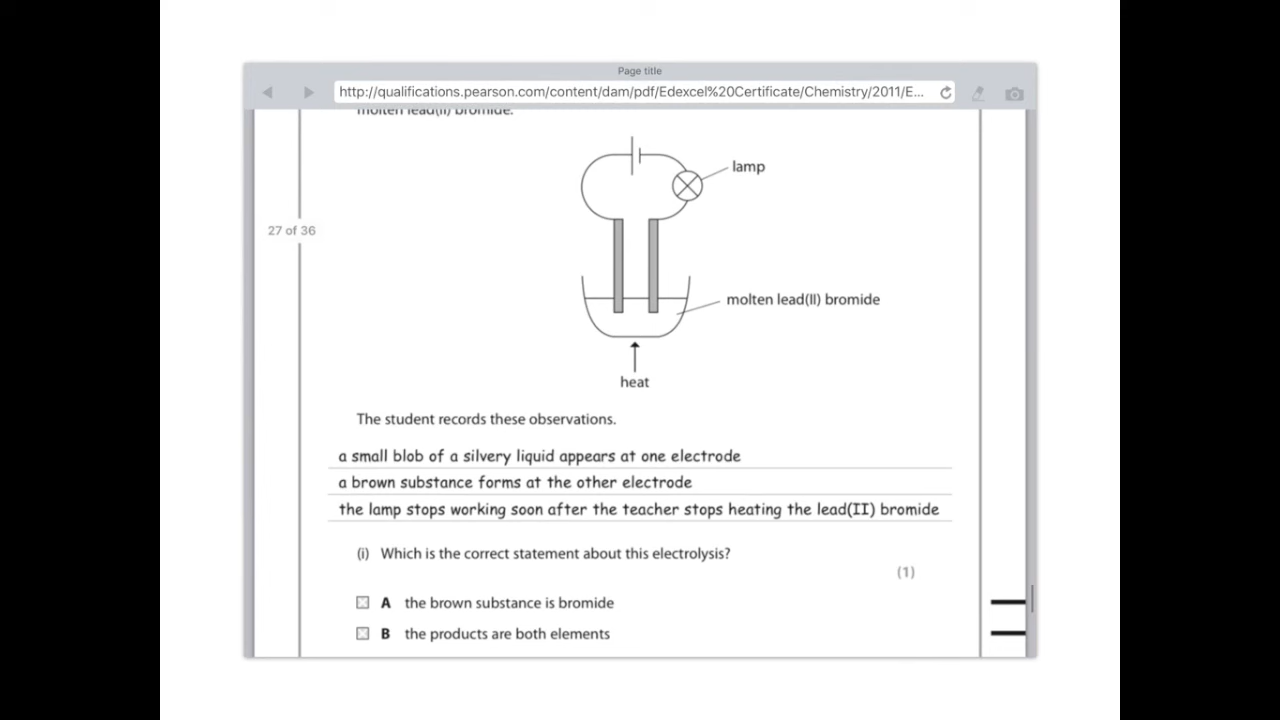 Page title
http://qualifications.pearson.com/content/dam/pdf/Edexcel%20Certificate/Chemistry/2011/E...
molten lead(II) bromide.
lamp
27 of 36
molten lead(II) bromide
heat
The student records these observations.
a small blob of a silvery liquid appears at one electrode
a brown substance forms at the other electrode
the lamp stops working soon after the teacher stops heating the lead(II) bromide
(i) Which is the correct statement about this electrolysis?
(1)
A the brown substance is bromide
B the products are both elements